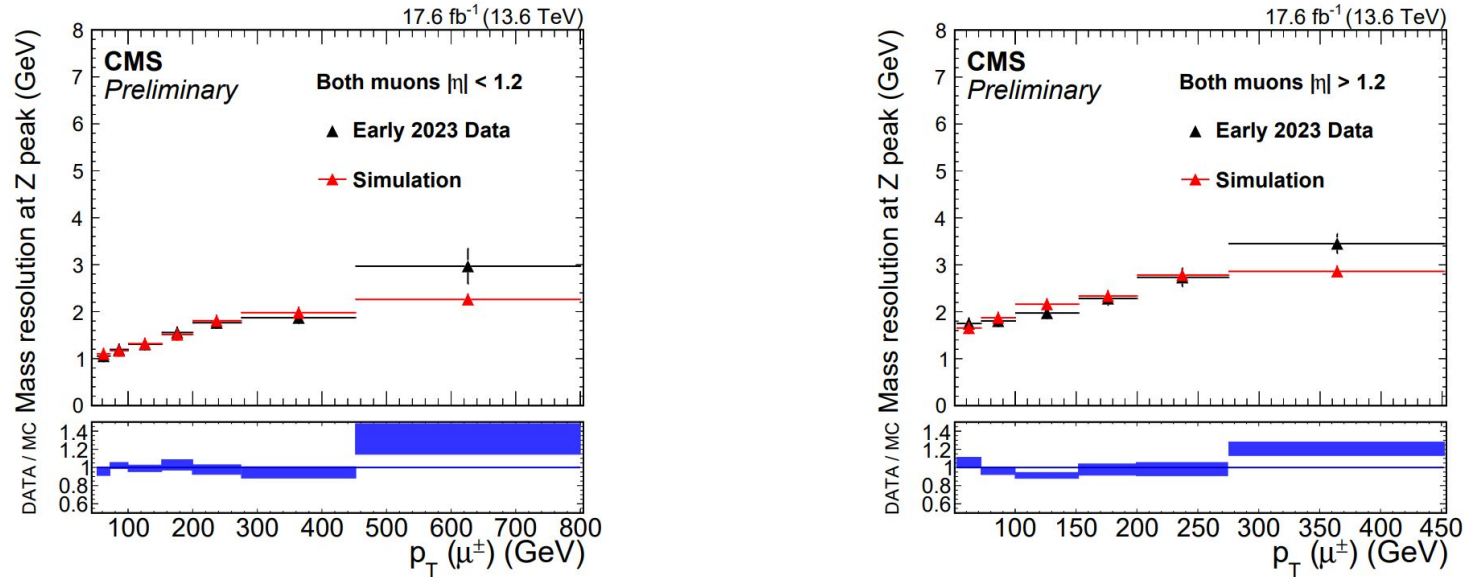 17.6 fb⁻¹ (13.6 TeV)
Mass resolution at Z peak (GeV)
8
7
6
5
4
3
2
1
0
CMS
Preliminary
Both muons |η| < 1.2
Early 2023 Data
Simulation
DATA / MC
1.4
1.2
1
0.8
0.6
100 200 300 400 500 600 700 800
p_T (μ±) (GeV)
17.6 fb⁻¹ (13.6 TeV)
Mass resolution at Z peak (GeV)
8
7
6
5
4
3
2
1
0
CMS
Preliminary
Both muons |η| > 1.2
Early 2023 Data
Simulation
DATA / MC
1.4
1.2
1
0.8
0.6
100 150 200 250 300 350 400 450
p_T (μ±) (GeV)